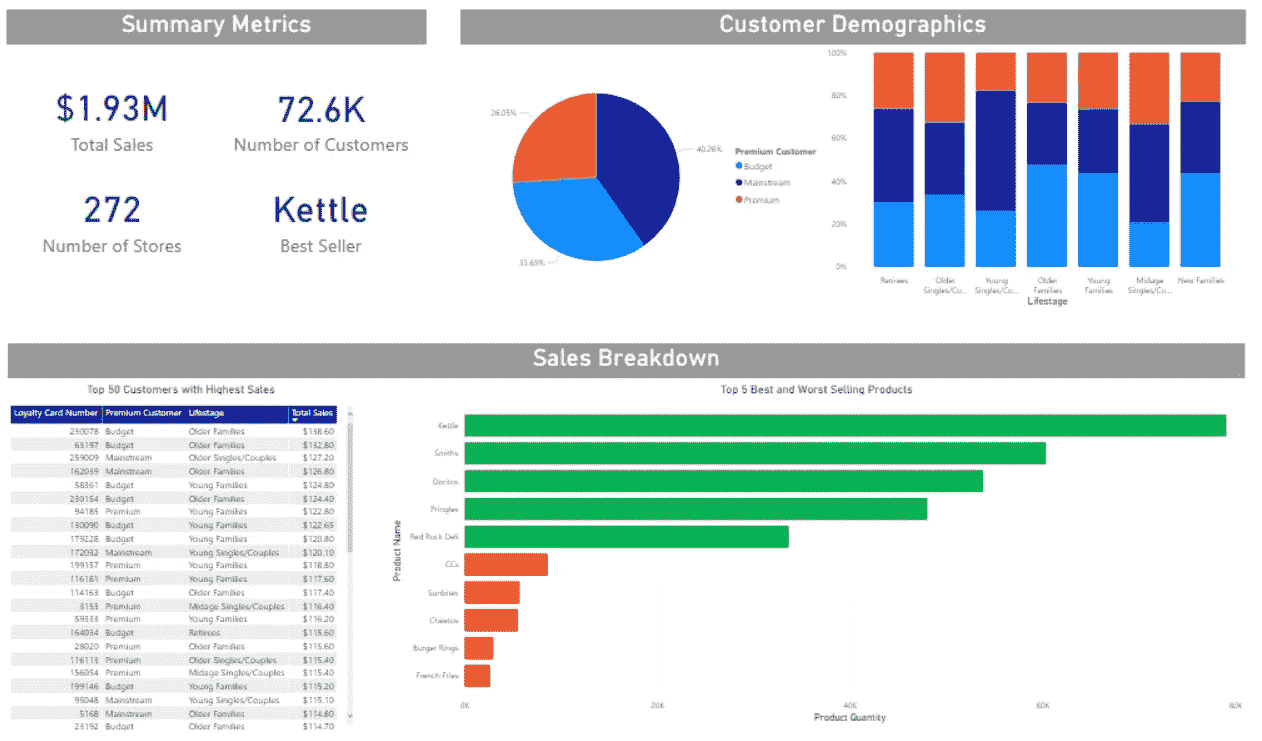 Summary Metrics
$1.93M
Total Sales
72.6K
Number of Customers
272
Number of Stores
Kettle
Best Seller
Customer Demographics
26.05%
40.26%
33.69%
Premium Customer
Budget
Mainstream
Premium
100%
80%
60%
40%
20%
0%
Retirees
Older
Singles/Co...
Young
Singles/Co...
Older
Families
Young
Families
Midage
Singles/Co...
New Families
Lifestage
Sales Breakdown
Top 50 Customers with Highest Sales
Loyalty Card Number Premium Customer Lifestage Total Sales
230078 Budget Older Families $138.60
63197 Budget Older Families $132.80
259009 Mainstream Older Singles/Couples $127.20
162039 Mainstream Older Families $126.80
58361 Budget Young Families $124.80
230154 Budget Older Families $124.40
94185 Premium Young Families $122.80
130090 Budget Young Families $122.65
179228 Budget Young Families $120.80
172032 Mainstream Young Singles/Couples $120.10
199157 Premium Young Families $118.80
116181 Premium Young Families $117.60
114163 Budget Older Families $117.40
3153 Premium Midage Singles/Couples $116.40
59333 Premium Young Families $116.20
164034 Budget Retirees $115.60
28020 Premium Older Families $115.60
116113 Premium Older Singles/Couples $115.40
156054 Premium Midage Singles/Couples $115.40
199146 Budget Young Families $115.20
95048 Mainstream Young Singles/Couples $115.10
5168 Mainstream Older Families $114.80
23192 Budget Older Families $114.70
Top 5 Best and Worst Selling Products
Product Name
Kettle
Smiths
Doritos
Pringles
Red Rock Deli
CCs
Sunbites
Cheetos
Burger Rings
French Fries
0K
20K
40K
60K
80K
Product Quantity